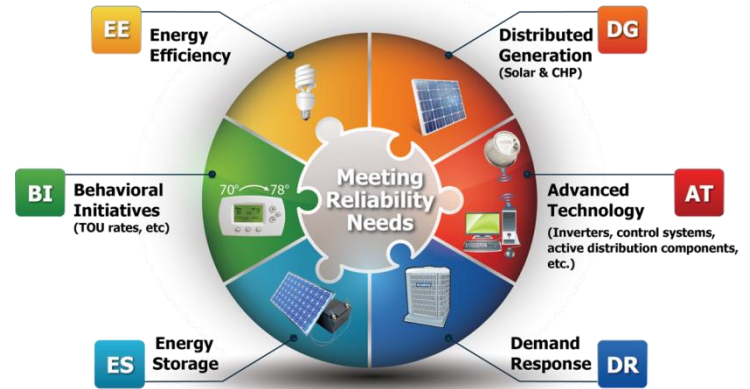 EE
Energy
Efficiency
Distributed
Generation
(Solar & CHP)
DG
BI
Behavioral
Initiatives
(TOU rates, etc)
70° 78°
Meeting
Reliability
Needs
Advanced
Technology
(Inverters, control systems,
active distribution components,
etc.)
AT
ES
Energy
Storage
Demand
Response
DR